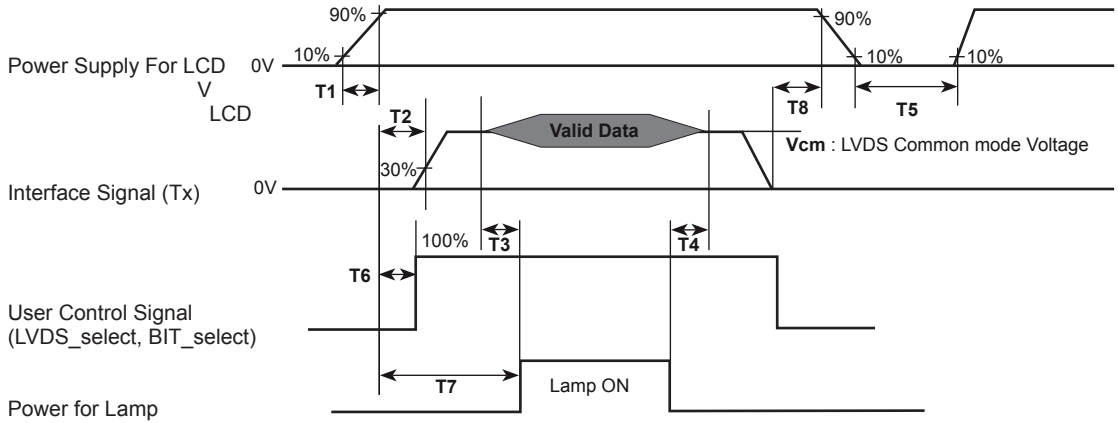 90%
90%
10%
10%
10%
Power Supply For LCD
0V
V
LCD
T1
T2
T8
T5
Valid Data
Vcm : LVDS Common mode Voltage
30%
Interface Signal (Tx)
0V
100%
T3
T4
T6
User Control Signal
(LVDS_select, BIT_select)
T7
Lamp ON
Power for Lamp